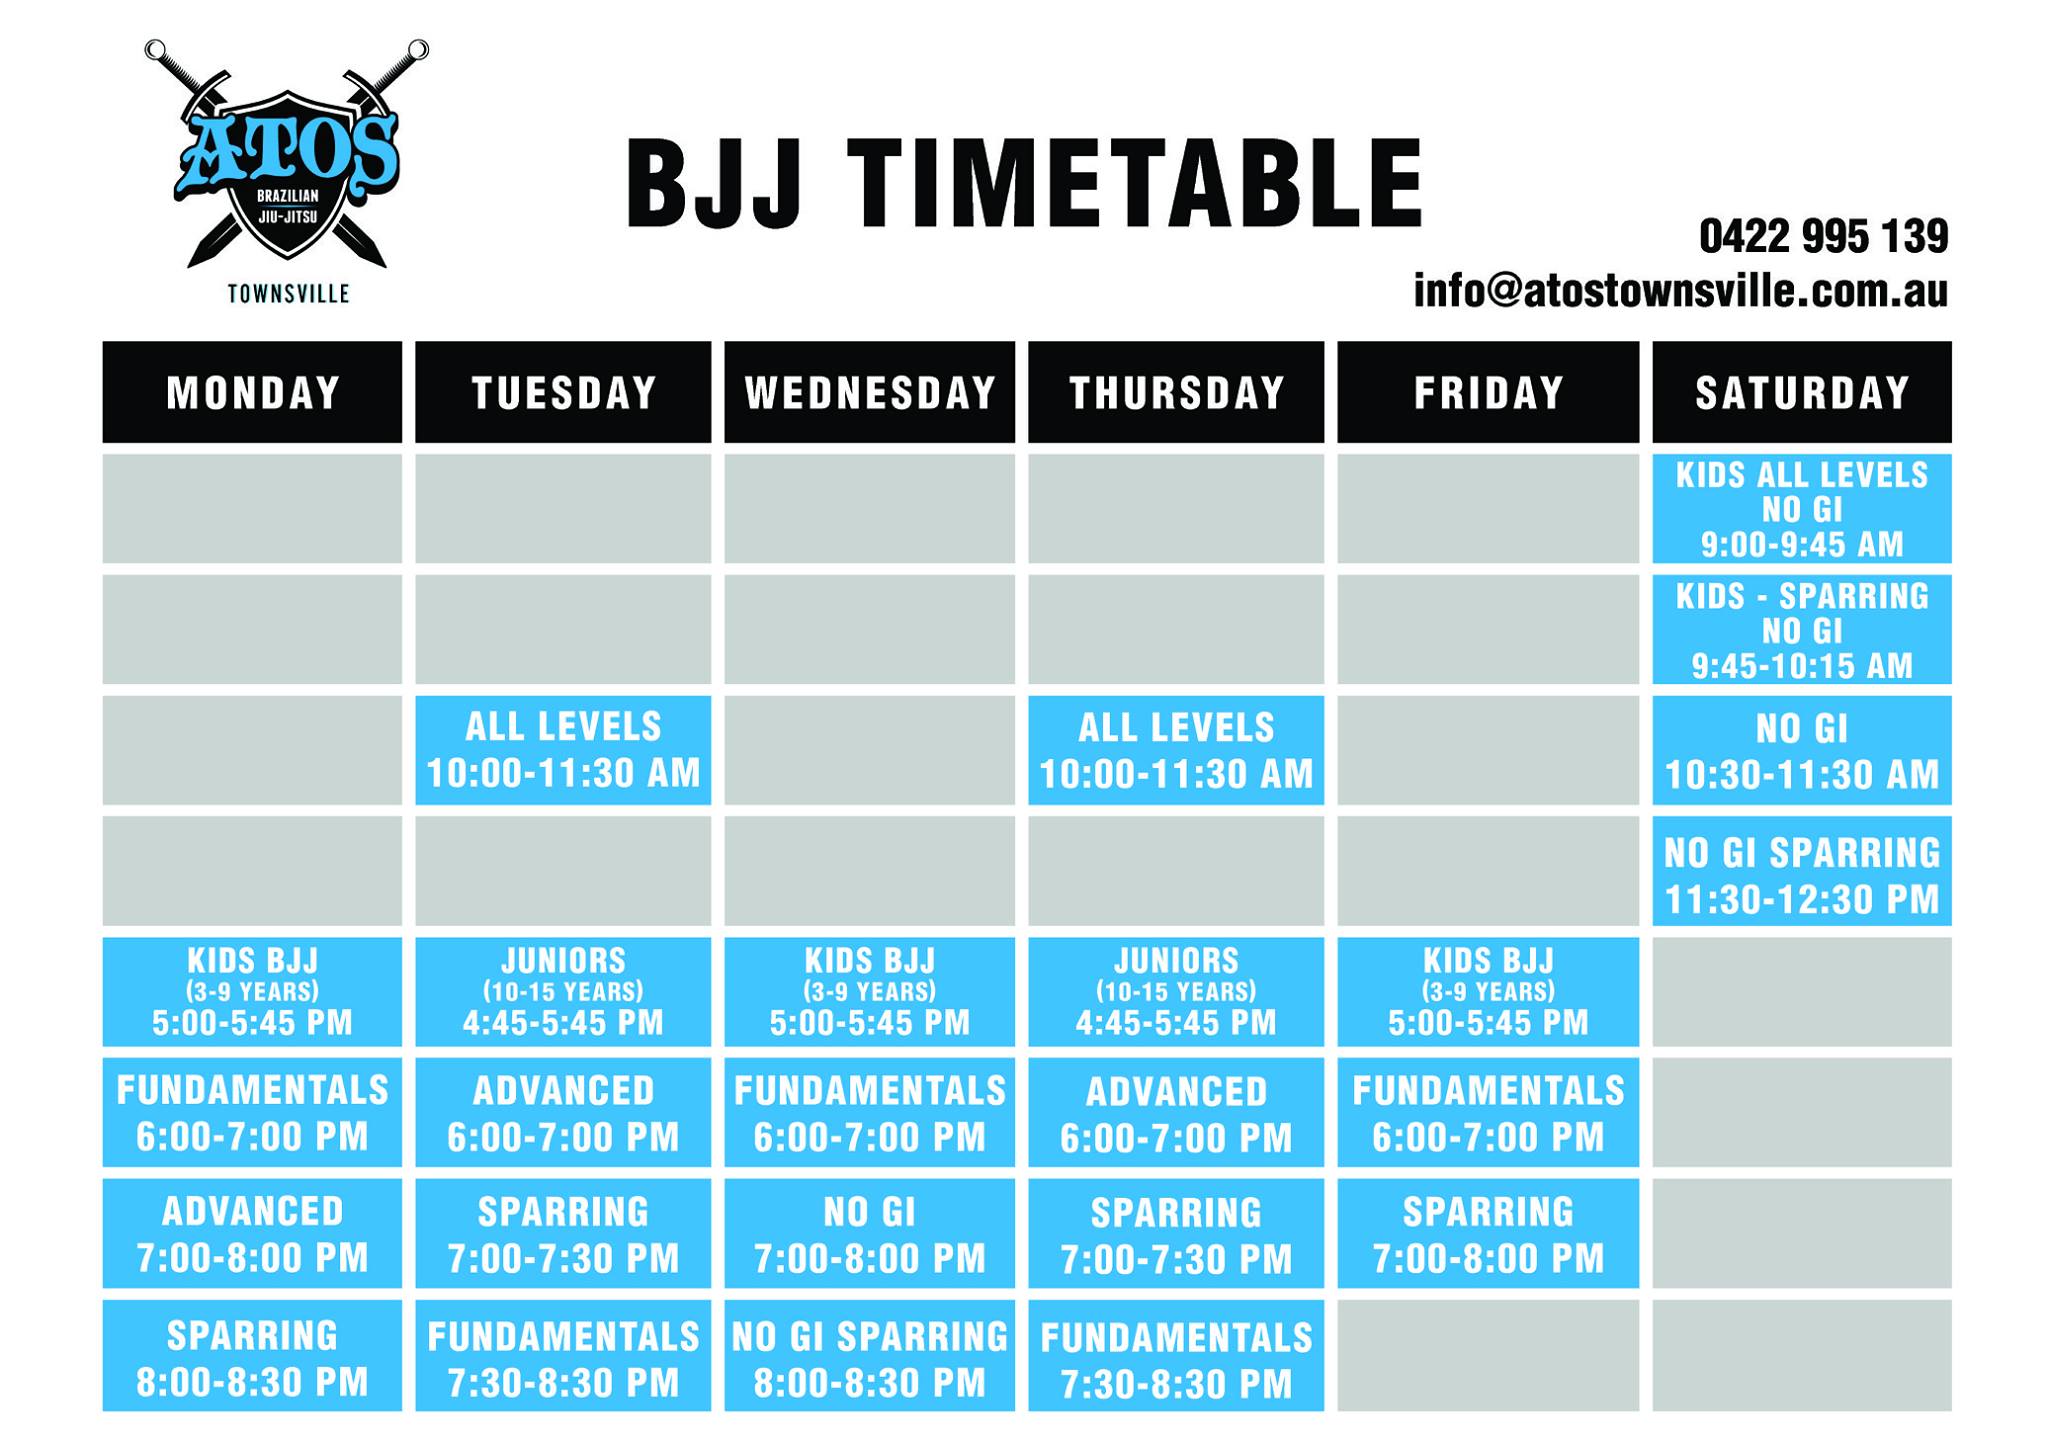 ATOS
BRAZILIAN
JIU-JITSU
TOWNSVILLE
BJJ TIMETABLE
0422 995 139
info@atostownsville.com.au
MONDAY TUESDAY WEDNESDAY THURSDAY FRIDAY SATURDAY
KIDS ALL LEVELS
NO GI
9:00-9:45 AM
KIDS - SPARRING
NO GI
9:45-10:15 AM
ALL LEVELS
10:00-11:30 AM
ALL LEVELS
10:00-11:30 AM
NO GI
10:30-11:30 AM
NO GI SPARRING
11:30-12:30 PM
KIDS BJJ
(3-9 YEARS)
5:00-5:45 PM
JUNIORS
(10-15 YEARS)
4:45-5:45 PM
KIDS BJJ
(3-9 YEARS)
5:00-5:45 PM
JUNIORS
(10-15 YEARS)
4:45-5:45 PM
KIDS BJJ
(3-9 YEARS)
5:00-5:45 PM
FUNDAMENTALS
6:00-7:00 PM
ADVANCED
6:00-7:00 PM
FUNDAMENTALS
6:00-7:00 PM
ADVANCED
6:00-7:00 PM
FUNDAMENTALS
6:00-7:00 PM
ADVANCED
7:00-8:00 PM
SPARRING
7:00-7:30 PM
NO GI
7:00-8:00 PM
SPARRING
7:00-7:30 PM
SPARRING
7:00-8:00 PM
SPARRING
8:00-8:30 PM
FUNDAMENTALS
7:30-8:30 PM
NO GI SPARRING
8:00-8:30 PM
FUNDAMENTALS
7:30-8:30 PM